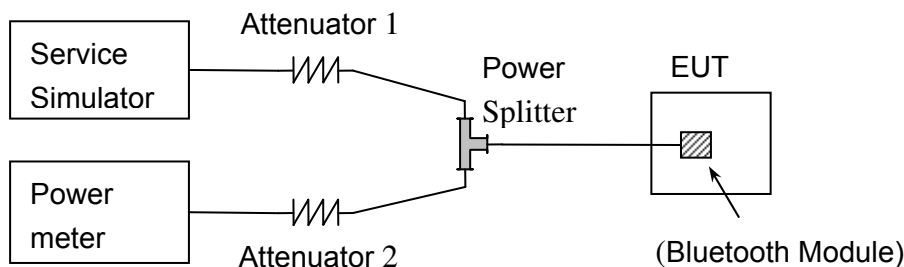 Attenuator 1
Service
Simulator
Power
Splitter
EUT
Power
meter
Attenuator 2
(Bluetooth Module)